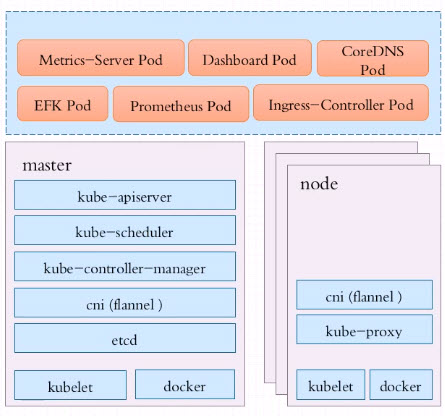 Metrics-Server Pod
Dashboard Pod
CoreDNS
Pod
EFK Pod
Prometheus Pod
Ingress-Controller Pod
master
kube-apiserver
kube-scheduler
kube-controller-manager
cni (flannel )
etcd
kubelet
docker
node
cni (flannel )
kube-proxy
kubelet
docker